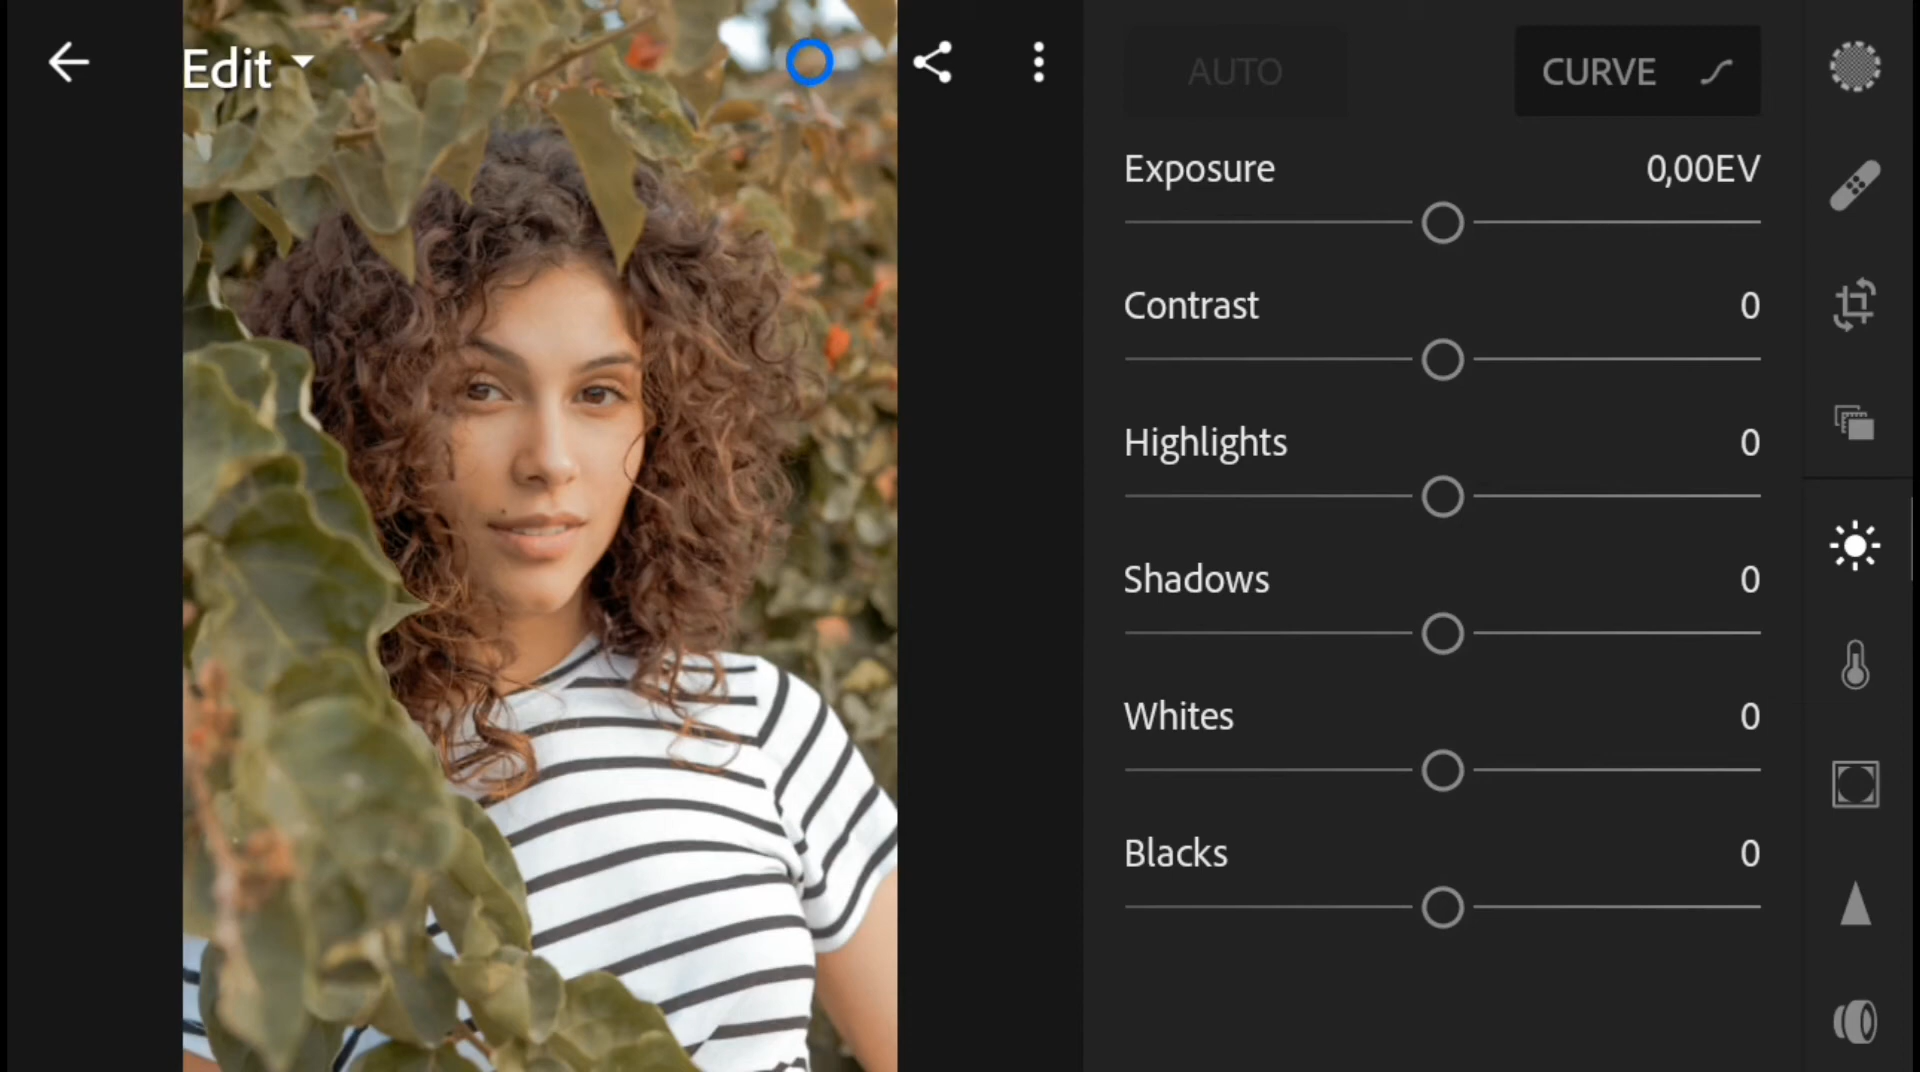 Edit
AUTO
CURVE
Exposure 0,00EV
Contrast 0
Highlights 0
Shadows 0
Whites 0
Blacks 0